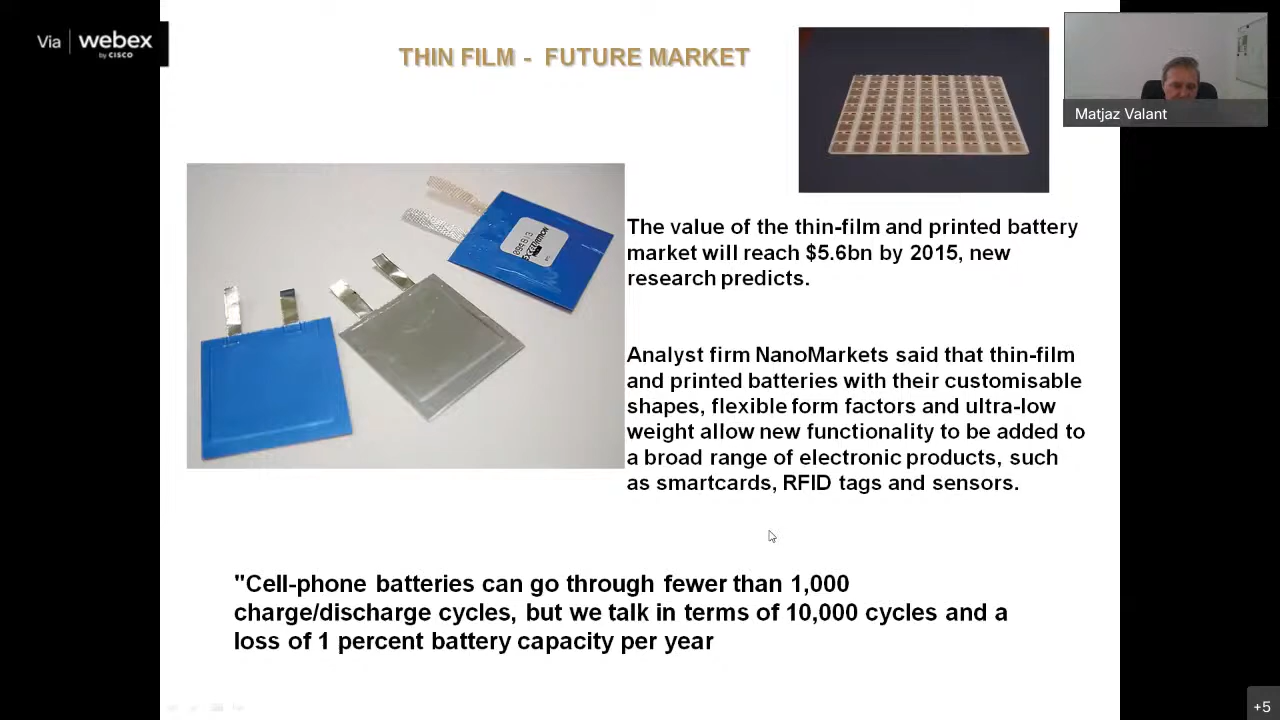 Via webex
by CISCO
THIN FILM - FUTURE MARKET
Matjaz Valant
The value of the thin-film and printed battery
market will reach $5.6bn by 2015, new
research predicts.
Analyst firm NanoMarkets said that thin-film
and printed batteries with their customisable
shapes, flexible form factors and ultra-low
weight allow new functionality to be added to
a broad range of electronic products, such
as smartcards, RFID tags and sensors.
"Cell-phone batteries can go through fewer than 1,000
charge/discharge cycles, but we talk in terms of 10,000 cycles and a
loss of 1 percent battery capacity per year
+5